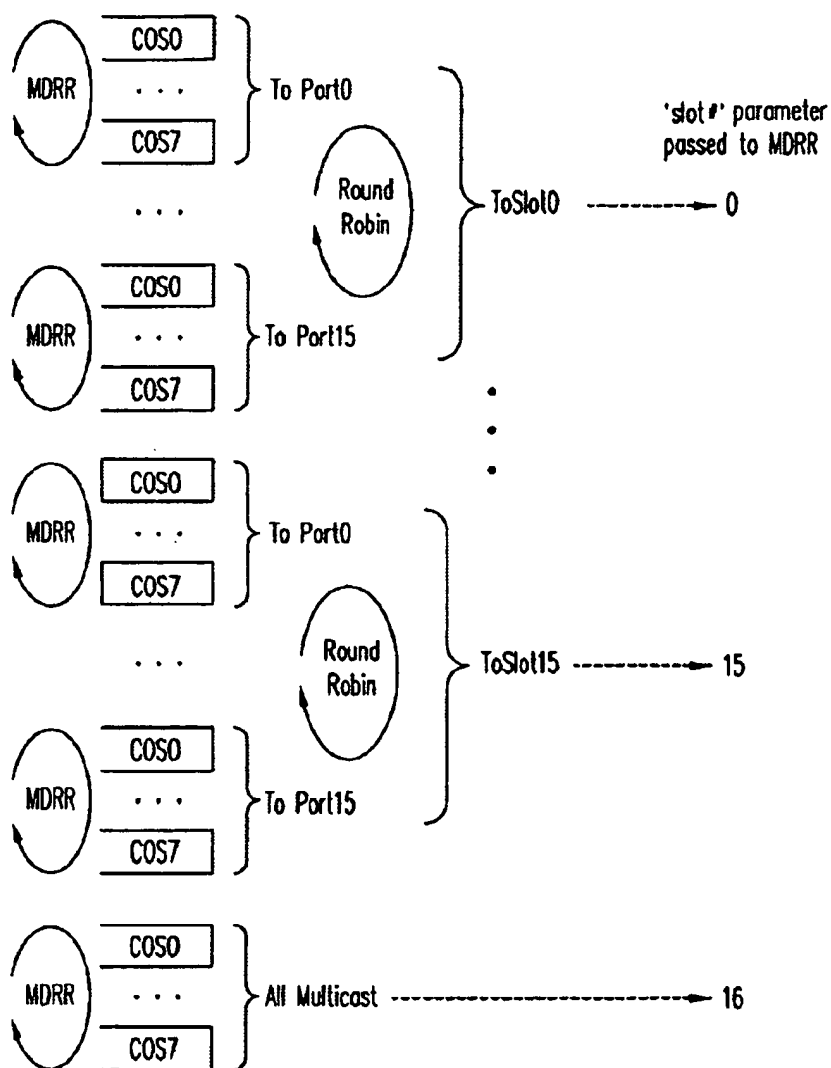 COS0
MDRR
. . .
To Port0
COS7
'slot #' parameter
passed to MDRR
Round
Robin
ToSlot0
0
. . .
COS0
MDRR
. . .
To Port15
COS7
COS0
MDRR
. . .
To Port0
COS7
. . .
Round
Robin
ToSlot15
15
COS0
MDRR
. . .
To Port15
COS7
COS0
MDRR
. . .
All Multicast
16
COS7